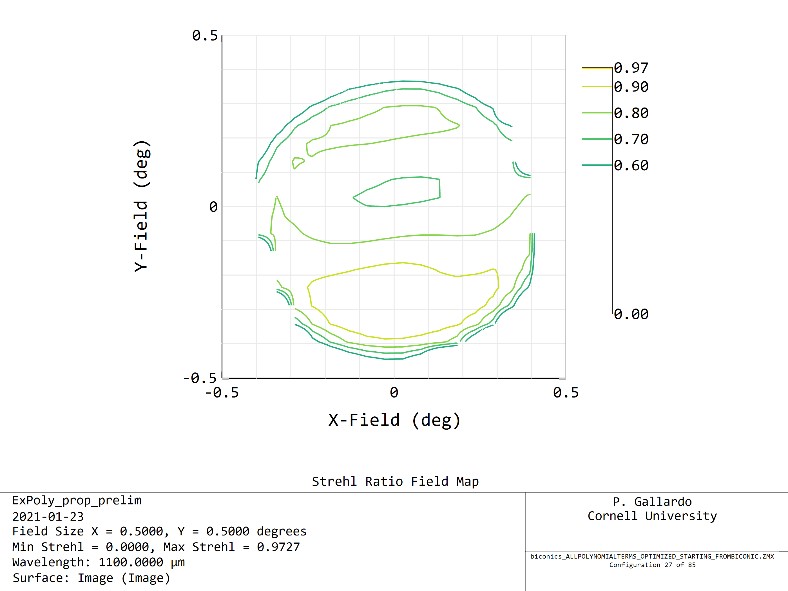 0.5
0
-0.5
-0.5
0
0.5
Y-Field (deg)
X-Field (deg)
0.97
0.90
0.80
0.70
0.60
0.00
Strehl Ratio Field Map
ExPoly_prop_prelim
2021-01-23
Field Size X = 0.5000, Y = 0.5000 degrees
Min Strehl = 0.0000, Max Strehl = 0.9727
Wavelength: 1100.0000 µm
Surface: Image (Image)
P. Gallardo
Cornell University
biconics_ALLPOLYNOMIALTERMS_OPTIMIZED_STARTING_FROMBICONIC.ZMX
Configuration 27 of 85